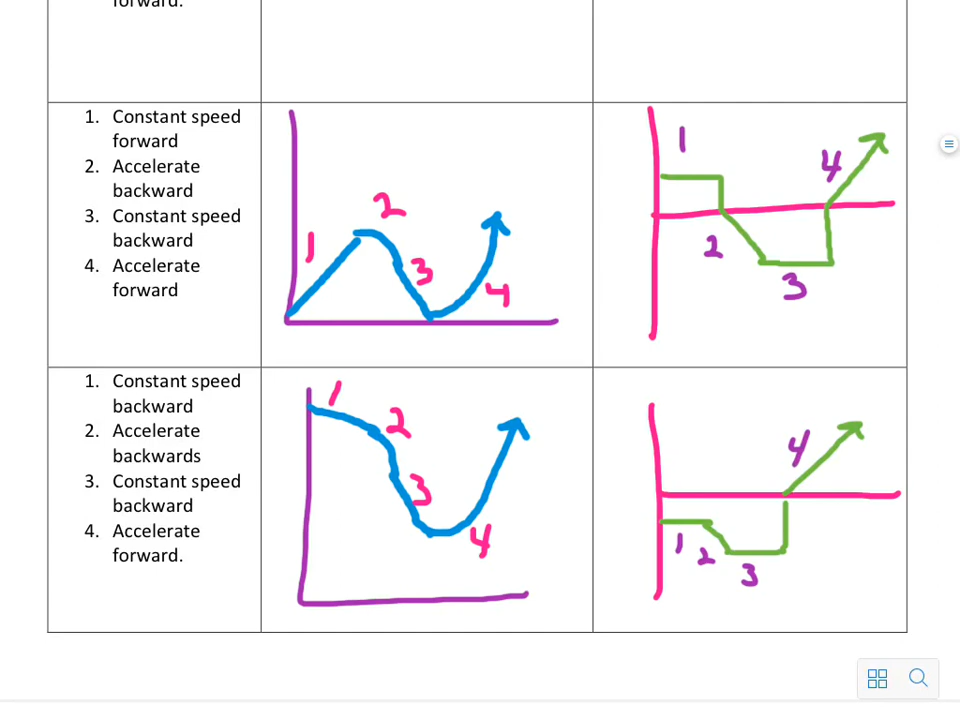 forward.
1. Constant speed
forward
2. Accelerate
backward
3. Constant speed
backward
4. Accelerate
forward
1
2
3
4
1
2
3
4
1. Constant speed
backward
2. Accelerate
backwards
3. Constant speed
backward
4. Accelerate
forward.
1
2
3
4
1
2
3
4